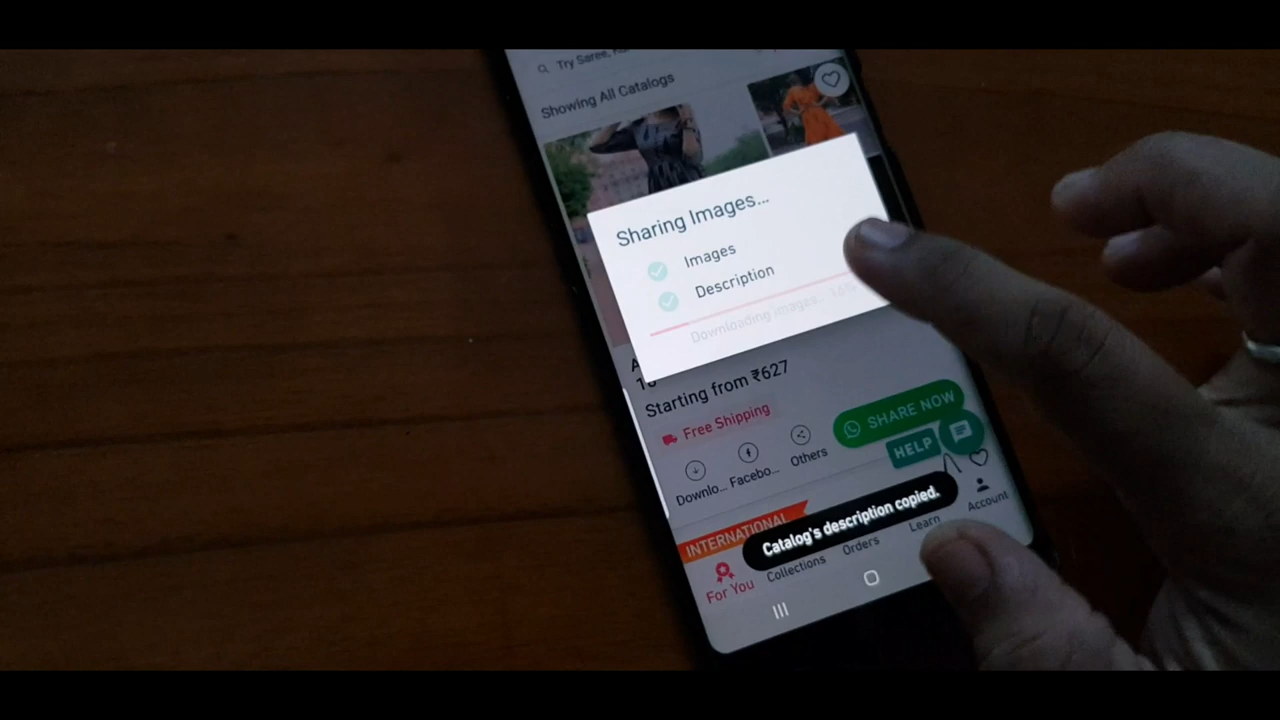 Try Saree,
Showing All Catalogs
Sharing Images...
Images
Description
Downloading images.. 16%
Starting from ₹627
Free Shipping
SHARE NOW
HELP
Downlo...
Facebo...
Others
INTERNATIONAL
Catalog's description copied.
For You
Collections
Orders
Learn
Account